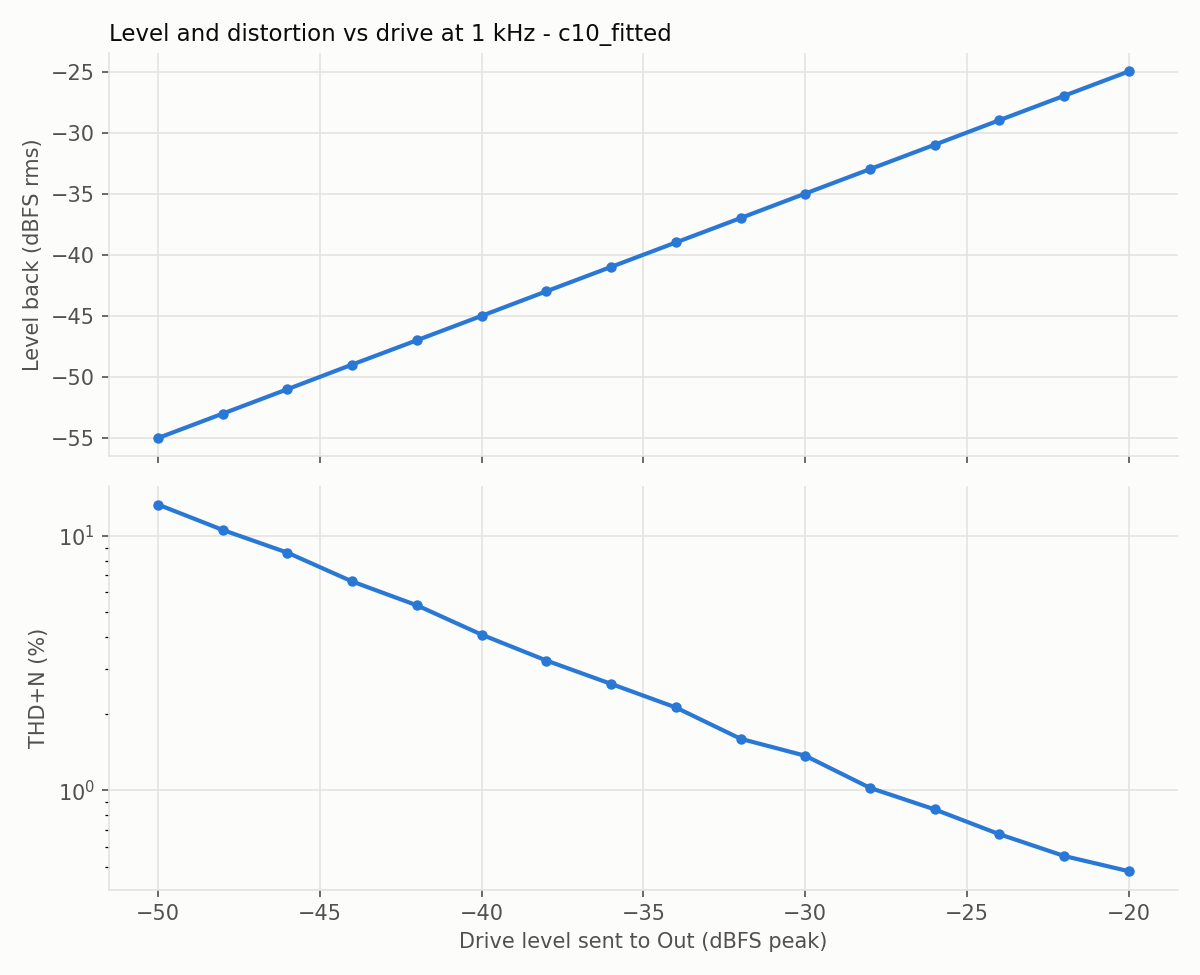 Level and distortion vs drive at 1 kHz - c10_fitted
Level back (dBFS rms)
−25
−30
−35
−40
−45
−50
−55
THD+N (%)
10¹
10⁰
−50 −45 −40 −35 −30 −25 −20
Drive level sent to Out (dBFS peak)